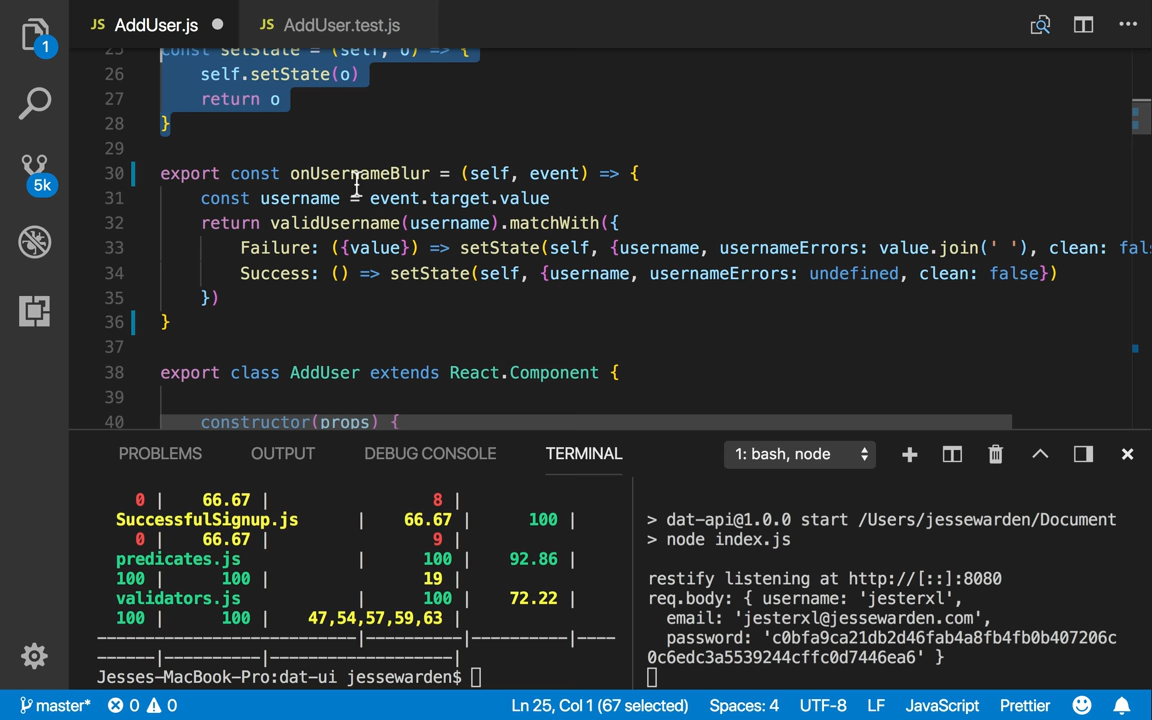 JS AddUser.js JS AddUser.test.js
1
5k
25 const setState = (self, o) => {
26 self.setState(o)
27 return o
28 }
29
30 export const onUsernameBlur = (self, event) => {
31 const username = event.target.value
32 return validUsername(username).matchWith({
33 Failure: ({value}) => setState(self, {username, usernameErrors: value.join(' '), clean: fal
34 Success: () => setState(self, {username, usernameErrors: undefined, clean: false})
35 })
36 }
37
38 export class AddUser extends React.Component {
39
40 constructor(props) {
PROBLEMS OUTPUT DEBUG CONSOLE TERMINAL 1: bash, node
0 | 66.67 | 8 |
SuccessfulSignup.js | 66.67 | 100 |
0 | 66.67 | 9 |
predicates.js | 100 | 92.86 |
100 | 100 | 19 |
validators.js | 100 | 72.22 |
100 | 100 | 47,54,57,59,63 |
--------------------------|----------|----------|----
------|----------|-------------------|
Jesses-MacBook-Pro:dat-ui jessewarden$
> dat-api@1.0.0 start /Users/jessewarden/Document
> node index.js
restify listening at http://[::]:8080
req.body: { username: 'jesterxl',
email: 'jesterxl@jessewarden.com',
password: 'c0bfa9ca21db2d46fab4a8fb4fb0b407206c
0c6edc3a5539244cffc0d7446ea6' }
master* 0 0 Ln 25, Col 1 (67 selected) Spaces: 4 UTF-8 LF JavaScript Prettier